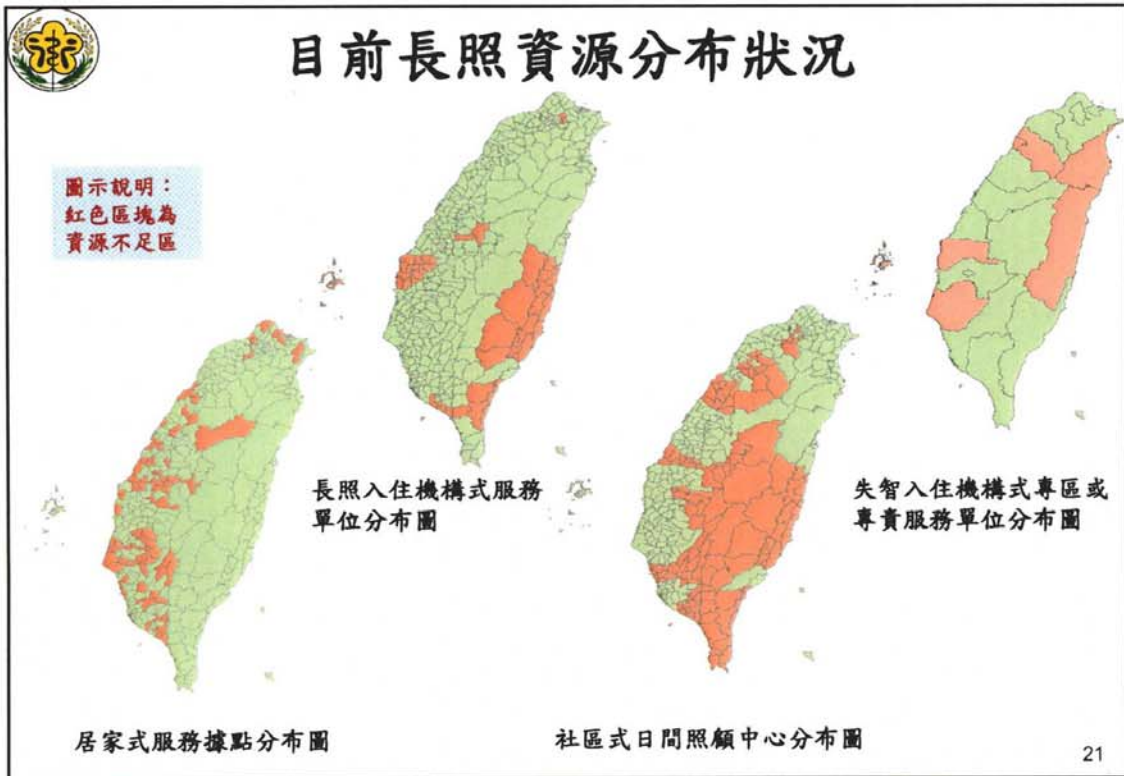 目前長照資源分布狀況
圖示說明：
紅色區塊為
資源不足區
長照入住機構式服務
單位分布圖
失智入住機構式專區或
專責服務單位分布圖
居家式服務據點分布圖
社區式日間照顧中心分布圖
21